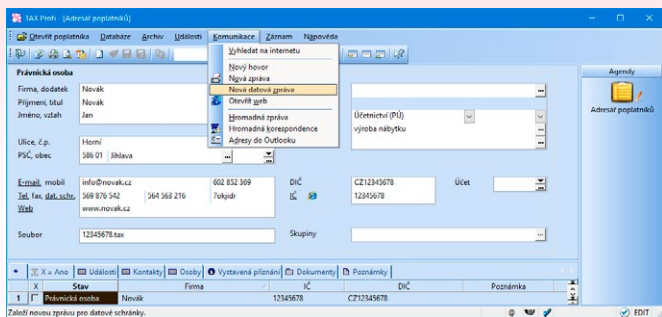 TAX Profi - [Adresář poplatníků]
Otevřít poplatníka Databáze Archiv Události Komunikace Záznam Nápověda
Vyhledat na internetu
Nový hovor
Nová zpráva
Nová datová zpráva
Otevřít web
Hromadná zpráva
Hromadná korespondence
Adresy do Outlooku
Agendy
Adresář poplatníků
Právnická osoba
Firma, dodatek Novák
Příjmení, titul Novák
Jméno, vztah Jan Účetnictví (PÚ)
výroba nábytku
Ulice, č.p. Horní
PSČ, obec 586 01 Jihlava
E-mail, mobil info@novak.cz 602 852 369 DIČ CZ12345678 Účet
Tel, fax, dat. schr. 569 876 542 564 563 216 7okjidr IČ 12345678
Web www.novak.cz
Soubor 12345678.tax Skupiny
X = Ano Události Kontakty Osoby Vystavená přiznání Dokumenty Poznámky
X Stav Firma IČ DIČ Poznámka
1 Právnická osoba Novák 12345678 CZ12345678
Založí novou zprávu pro datové schránky. EDIT